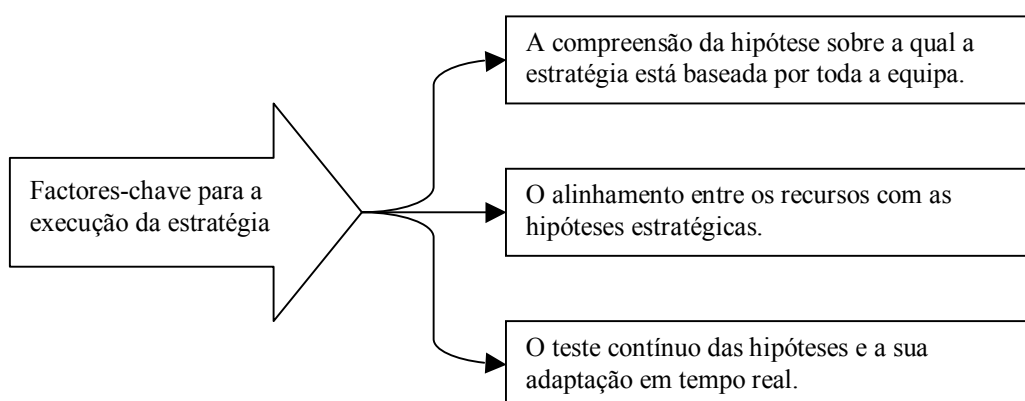 Factores-chave para a
execução da estratégia
A compreensão da hipótese sobre a qual a
estratégia está baseada por toda a equipa.
O alinhamento entre os recursos com as
hipóteses estratégicas.
O teste contínuo das hipóteses e a sua
adaptação em tempo real.